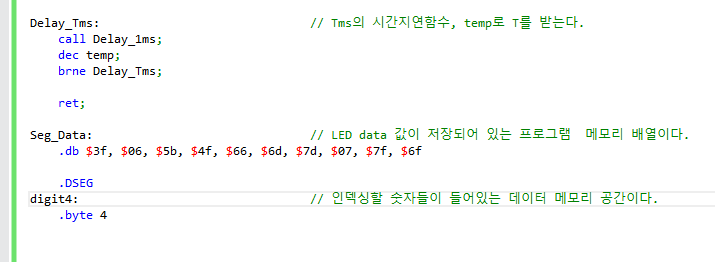 Delay_Tms: // Tms의 시간지연함수, temp로 T를 받는다.
call Delay_1ms;
dec temp;
brne Delay_Tms;
ret;
Seg_Data: // LED data 값이 저장되어 있는 프로그램 메모리 배열이다.
.db $3f, $06, $5b, $4f, $66, $6d, $7d, $07, $7f, $6f
.DSEG
digit4: // 인덱싱할 숫자들이 들어있는 데이터 메모리 공간이다.
.byte 4